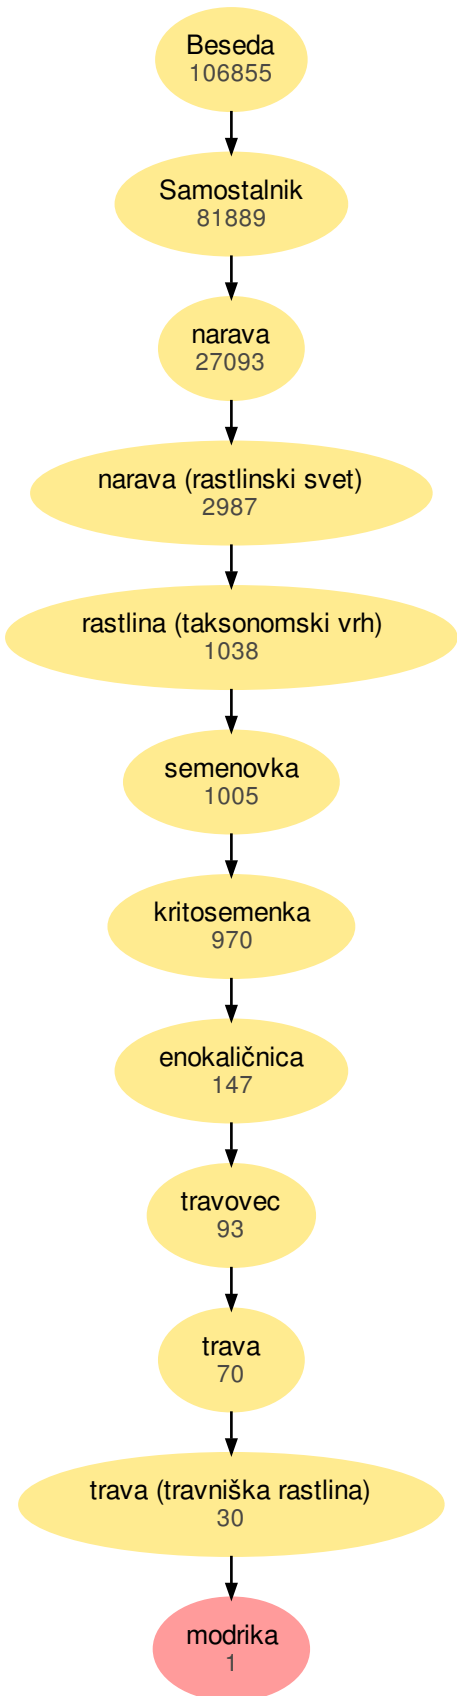 Beseda
106855
Samostalnik
81889
narava
27093
narava (rastlinski svet)
2987
rastlina (taksonomski vrh)
1038
semenovka
1005
kritosemenka
970
enokaličnica
147
travovec
93
trava
70
trava (travniška rastlina)
30
modrika
1